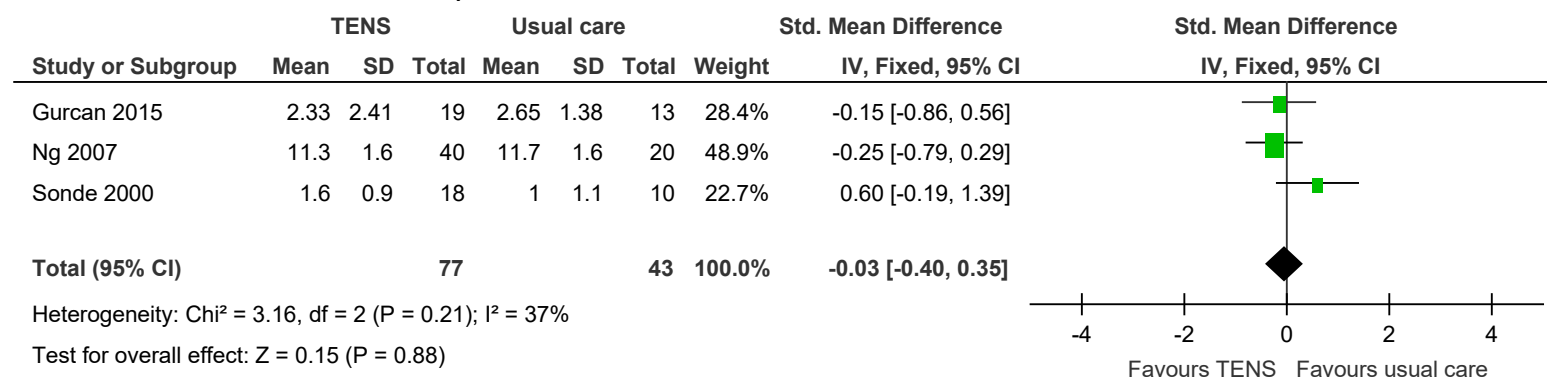 TENS Usual care Std. Mean Difference Std. Mean Difference
Study or Subgroup Mean SD Total Mean SD Total Weight IV, Fixed, 95% CI IV, Fixed, 95% CI
Gurcan 2015 2.33 2.41 19 2.65 1.38 13 28.4% -0.15 [-0.86, 0.56]
Ng 2007 11.3 1.6 40 11.7 1.6 20 48.9% -0.25 [-0.79, 0.29]
Sonde 2000 1.6 0.9 18 1 1.1 10 22.7% 0.60 [-0.19, 1.39]
Total (95% CI) 77 43 100.0% -0.03 [-0.40, 0.35]
Heterogeneity: Chi² = 3.16, df = 2 (P = 0.21); I² = 37%
Test for overall effect: Z = 0.15 (P = 0.88)
-4 -2 0 2 4
Favours TENS Favours usual care